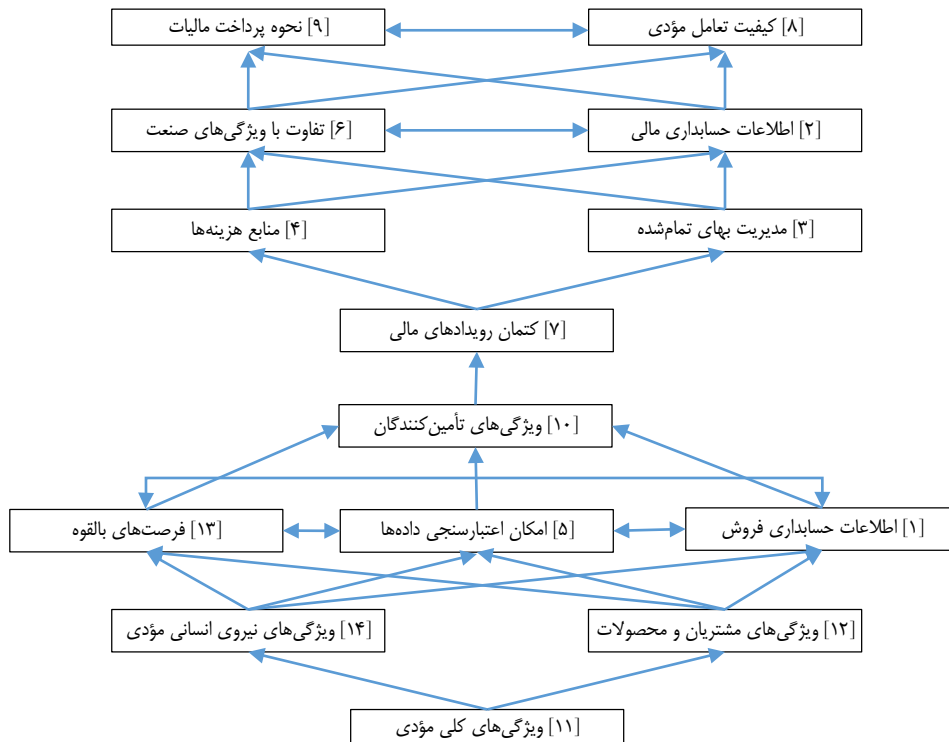 [۸] کیفیت تعامل مؤدی
[۹] نحوه پرداخت مالیات
[۲] اطلاعات حسابداری مالی
[۶] تفاوت با ویژگی‌های صنعت
[۳] مدیریت بهای تمام‌شده
[۴] منابع هزینه‌ها
[۷] کتمان رویدادهای مالی
[۱۰] ویژگی‌های تأمین‌کنندگان
[۱] اطلاعات حسابداری فروش
[۵] امکان اعتبارسنجی داده‌ها
[۱۳] فرصت‌های بالقوه
[۱۲] ویژگی‌های مشتریان و محصولات
[۱۴] ویژگی‌های نیروی انسانی مؤدی
[۱۱] ویژگی‌های کلی مؤدی